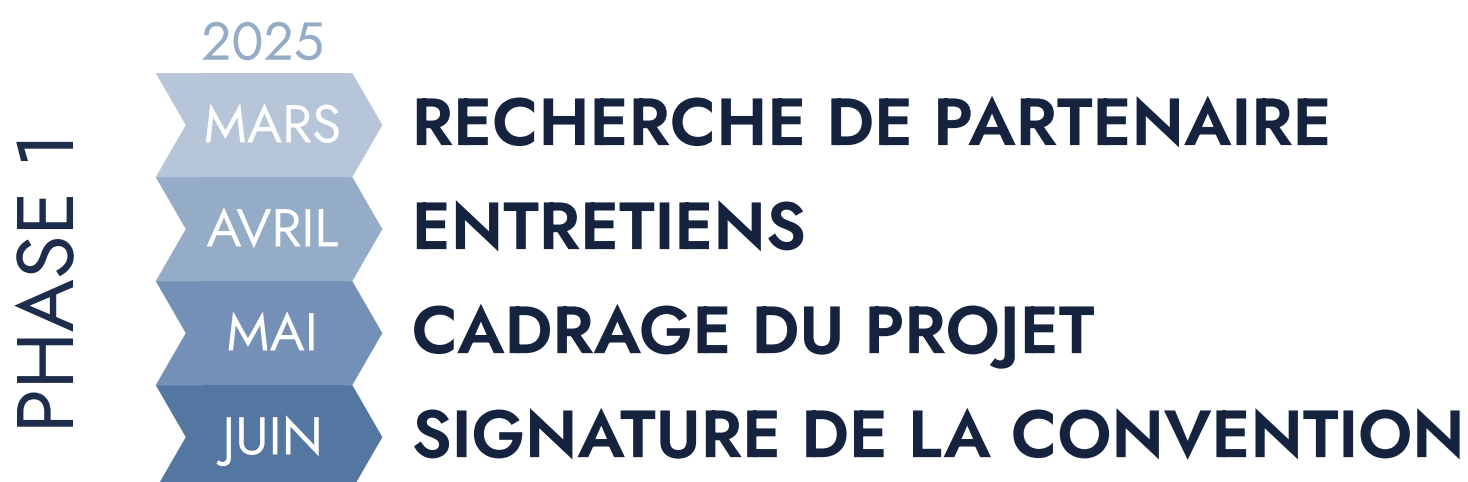 PHASE 1
2025
MARS RECHERCHE DE PARTENAIRE
AVRIL ENTRETIENS
MAI CADRAGE DU PROJET
JUIN SIGNATURE DE LA CONVENTION